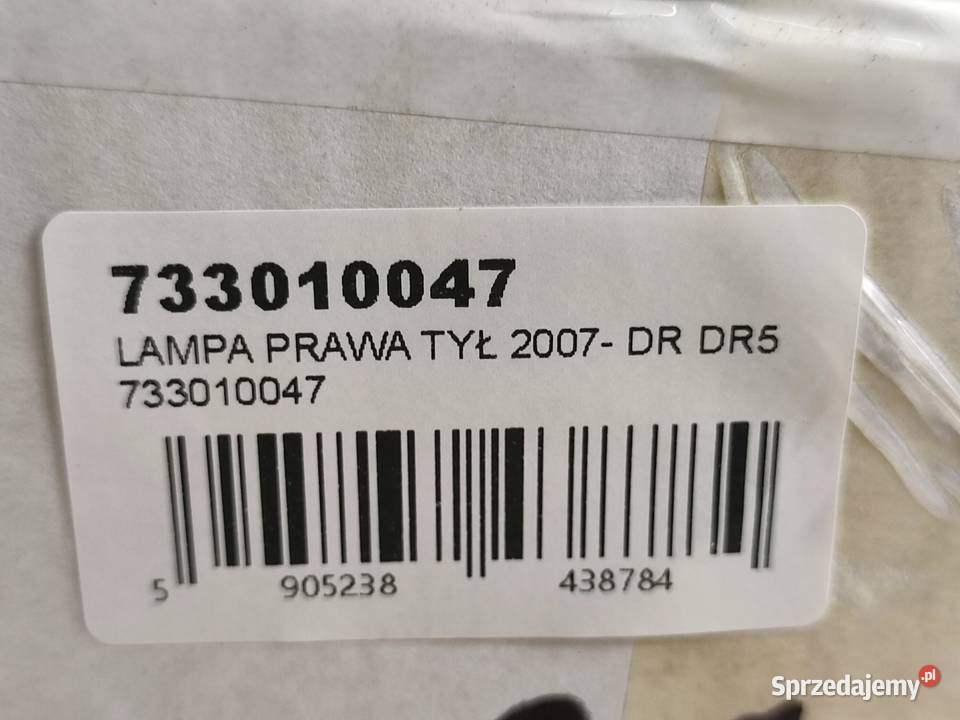 733010047
LAMPA PRAWA TYŁ 2007- DR DR5
733010047
5 905238 438784
Sprzedajemy.pl